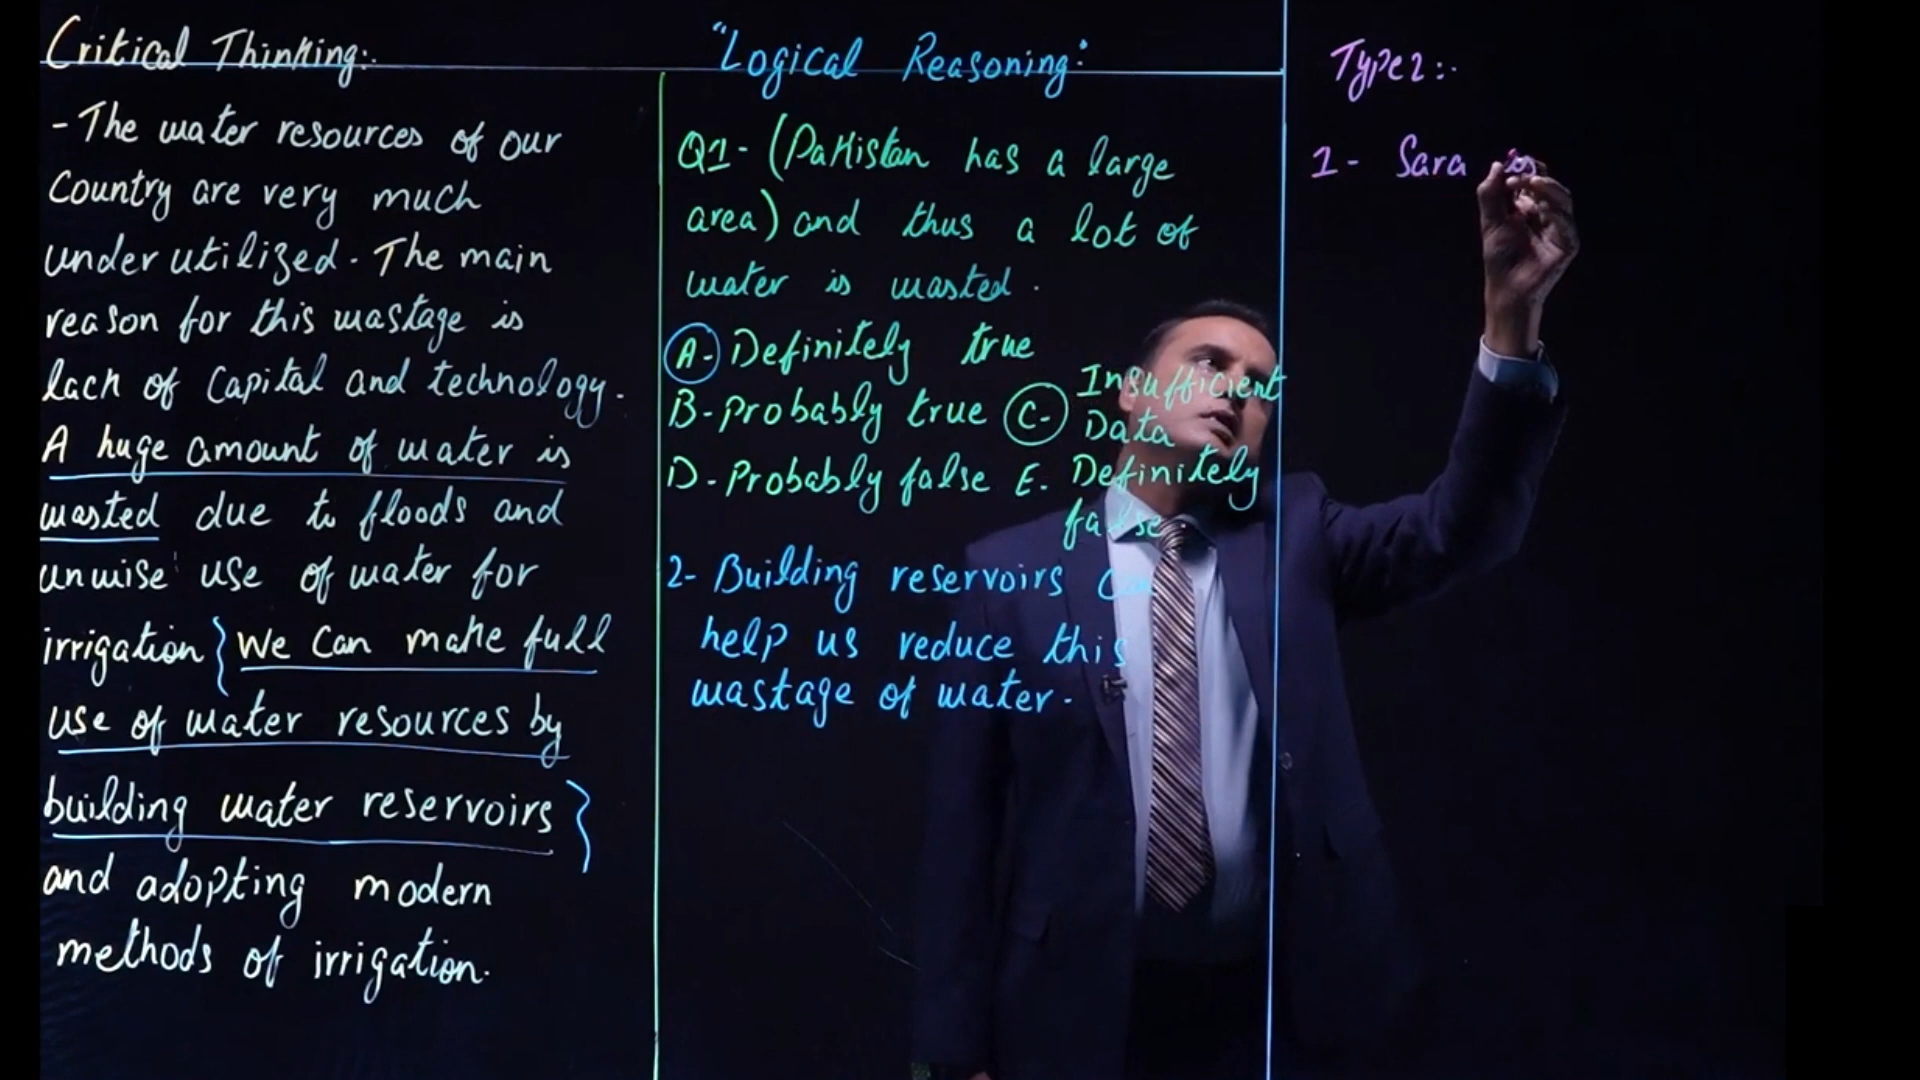 Critical Thinking:.
- The water resources of our
Country are very much
under utilized. The main
reason for this wastage is
lack of Capital and technology.
A huge amount of water is
wasted due to floods and
unwise use of water for
irrigation} We Can make full
use of water resources by
building water reservoirs}
and adopting modern
methods of irrigation.
"Logical Reasoning:
Q1- (Pakistan has a large
area) and thus a lot of
water is wasted.
A- Definitely true
B- Probably true C- Insufficient
Data
D- Probably false E. Definitely
false
2- Building reservoirs Can
help us reduce this
wastage of water.
Type 2:.
1- Sara is